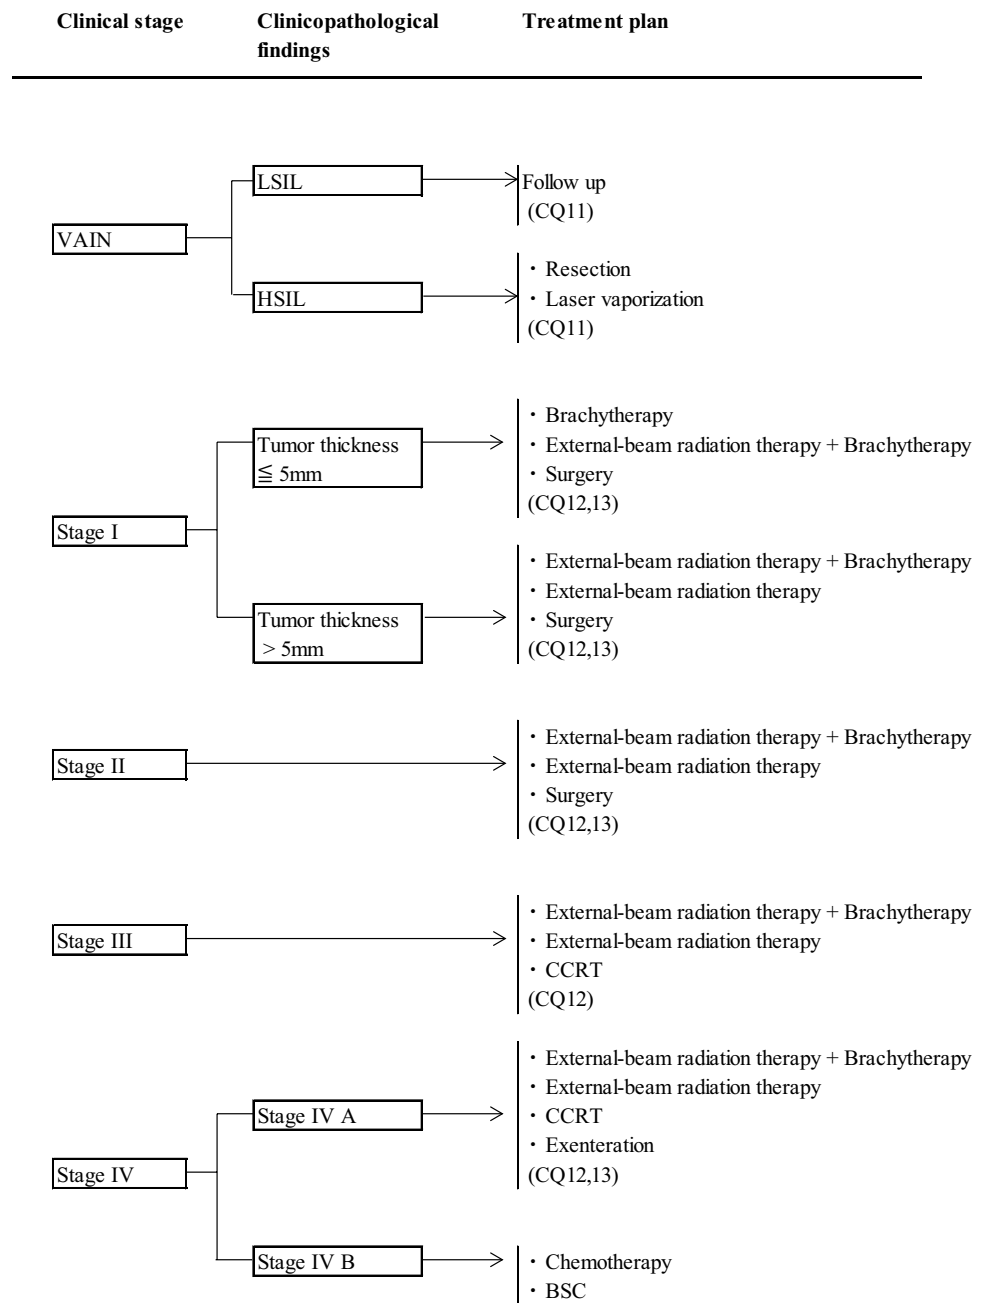 Clinical stage
Clinicopathological
findings
Treatment plan
VAIN
LSIL
Follow up
(CQ11)
HSIL
・Resection
・Laser vaporization
(CQ11)
Stage I
Tumor thickness
≦ 5mm
・Brachytherapy
・External-beam radiation therapy + Brachytherapy
・Surgery
(CQ12,13)
Tumor thickness
> 5mm
・External-beam radiation therapy + Brachytherapy
・External-beam radiation therapy
・Surgery
(CQ12,13)
Stage II
・External-beam radiation therapy + Brachytherapy
・External-beam radiation therapy
・Surgery
(CQ12,13)
Stage III
・External-beam radiation therapy + Brachytherapy
・External-beam radiation therapy
・CCRT
(CQ12)
Stage IV
Stage IV A
・External-beam radiation therapy + Brachytherapy
・External-beam radiation therapy
・CCRT
・Exenteration
(CQ12,13)
Stage IV B
・Chemotherapy
・BSC